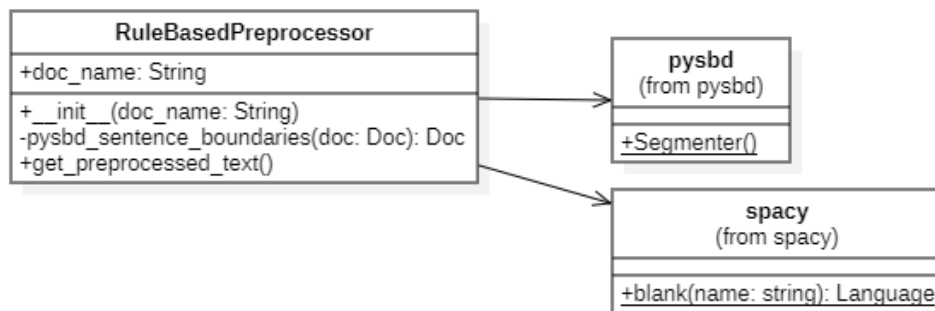 RuleBasedPreprocessor
+doc_name: String
+__init__(doc_name: String)
-pysbd_sentence_boundaries(doc: Doc): Doc
+get_preprocessed_text()
pysbd
(from pysbd)
+Segmenter()
spacy
(from spacy)
+blank(name: string): Language